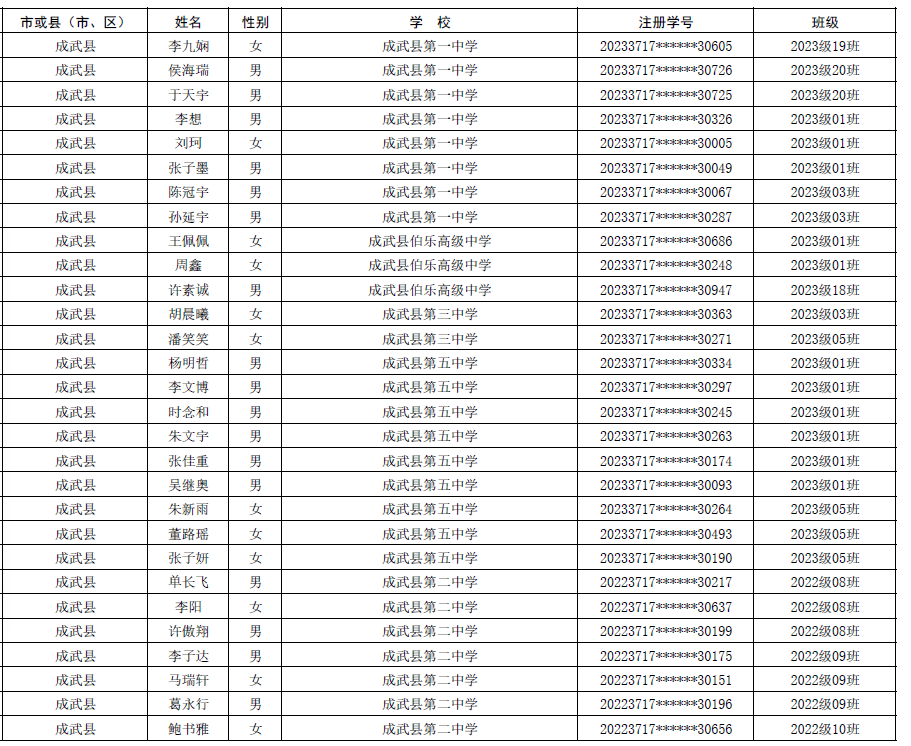 市或县（市、区） 姓名 性别 学 校 注册学号 班级
成武县 李九娴 女 成武县第一中学 20233717******30605 2023级19班
成武县 侯海瑞 男 成武县第一中学 20233717******30726 2023级20班
成武县 于天宇 男 成武县第一中学 20233717******30725 2023级20班
成武县 李想 男 成武县第一中学 20233717******30326 2023级01班
成武县 刘珂 女 成武县第一中学 20233717******30005 2023级01班
成武县 张子墨 男 成武县第一中学 20233717******30049 2023级01班
成武县 陈冠宇 男 成武县第一中学 20233717******30067 2023级03班
成武县 孙延宇 男 成武县第一中学 20233717******30287 2023级03班
成武县 王佩佩 女 成武县伯乐高级中学 20233717******30686 2023级01班
成武县 周鑫 女 成武县伯乐高级中学 20233717******30248 2023级01班
成武县 许素诚 男 成武县伯乐高级中学 20233717******30947 2023级18班
成武县 胡晨曦 女 成武县第三中学 20233717******30363 2023级03班
成武县 潘笑笑 女 成武县第三中学 20233717******30271 2023级05班
成武县 杨明哲 男 成武县第五中学 20233717******30334 2023级01班
成武县 李文博 男 成武县第五中学 20233717******30297 2023级01班
成武县 时念和 男 成武县第五中学 20233717******30245 2023级01班
成武县 朱文宇 男 成武县第五中学 20233717******30263 2023级01班
成武县 张佳重 男 成武县第五中学 20233717******30174 2023级01班
成武县 吴继奥 男 成武县第五中学 20233717******30093 2023级01班
成武县 朱新雨 女 成武县第五中学 20233717******30264 2023级05班
成武县 董路瑶 女 成武县第五中学 20233717******30493 2023级05班
成武县 张子妍 女 成武县第五中学 20233717******30190 2023级05班
成武县 单长飞 男 成武县第二中学 20223717******30217 2022级08班
成武县 李阳 女 成武县第二中学 20223717******30637 2022级08班
成武县 许傲翔 男 成武县第二中学 20223717******30199 2022级08班
成武县 李子达 男 成武县第二中学 20223717******30175 2022级09班
成武县 马瑞轩 女 成武县第二中学 20223717******30151 2022级09班
成武县 葛永行 男 成武县第二中学 20223717******30196 2022级09班
成武县 鲍书雅 女 成武县第二中学 20223717******30656 2022级10班